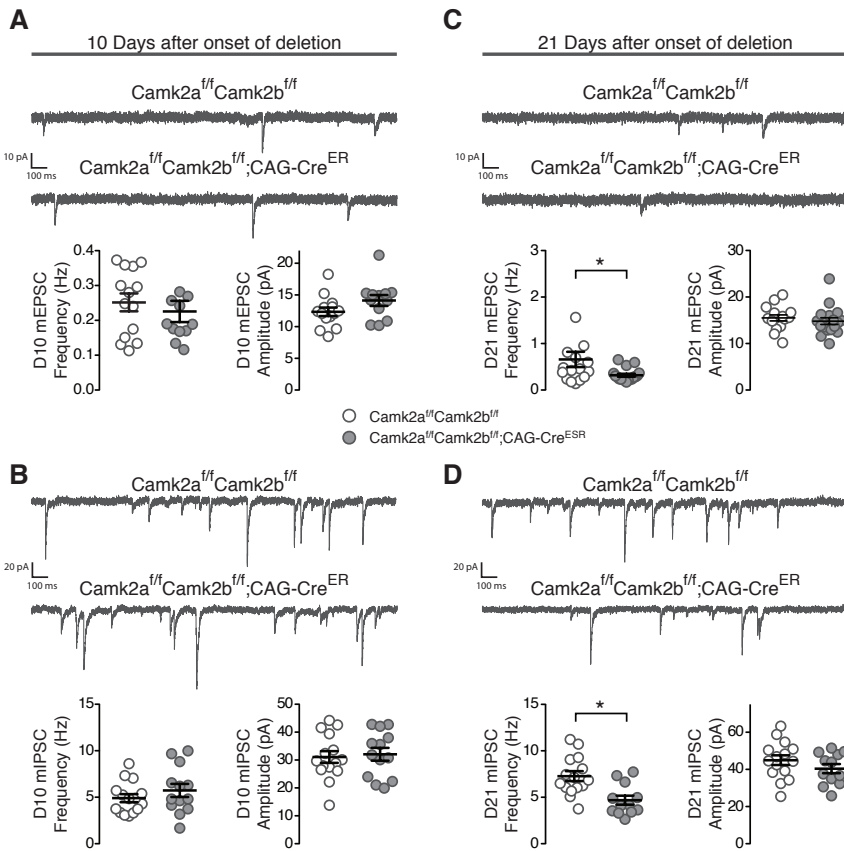 A
10 Days after onset of deletion
Camk2a^f/f Camk2b^f/f
10 pA
100 ms
Camk2a^f/f Camk2b^f/f;CAG-Cre^ER
D10 mEPSC
Frequency (Hz)
0.4
0.3
0.2
0.1
0.0
D10 mEPSC
Amplitude (pA)
20
15
10
5
0
C
21 Days after onset of deletion
Camk2a^f/f Camk2b^f/f
10 pA
100 ms
Camk2a^f/f Camk2b^f/f;CAG-Cre^ER
D21 mEPSC
Frequency (Hz)
3
2
1
0
*
D21 mEPSC
Amplitude (pA)
30
20
10
0
Camk2a^f/f Camk2b^f/f
Camk2a^f/f Camk2b^f/f;CAG-Cre^ESR
B
Camk2a^f/f Camk2b^f/f
20 pA
100 ms
Camk2a^f/f Camk2b^f/f;CAG-Cre^ER
D10 mIPSC
Frequency (Hz)
15
10
5
0
D10 mIPSC
Amplitude (pA)
50
40
30
20
10
0
D
Camk2a^f/f Camk2b^f/f
20 pA
100 ms
Camk2a^f/f Camk2b^f/f;CAG-Cre^ER
D21 mIPSC
Frequency (Hz)
15
10
5
0
*
D21 mIPSC
Amplitude (pA)
60
40
20
0